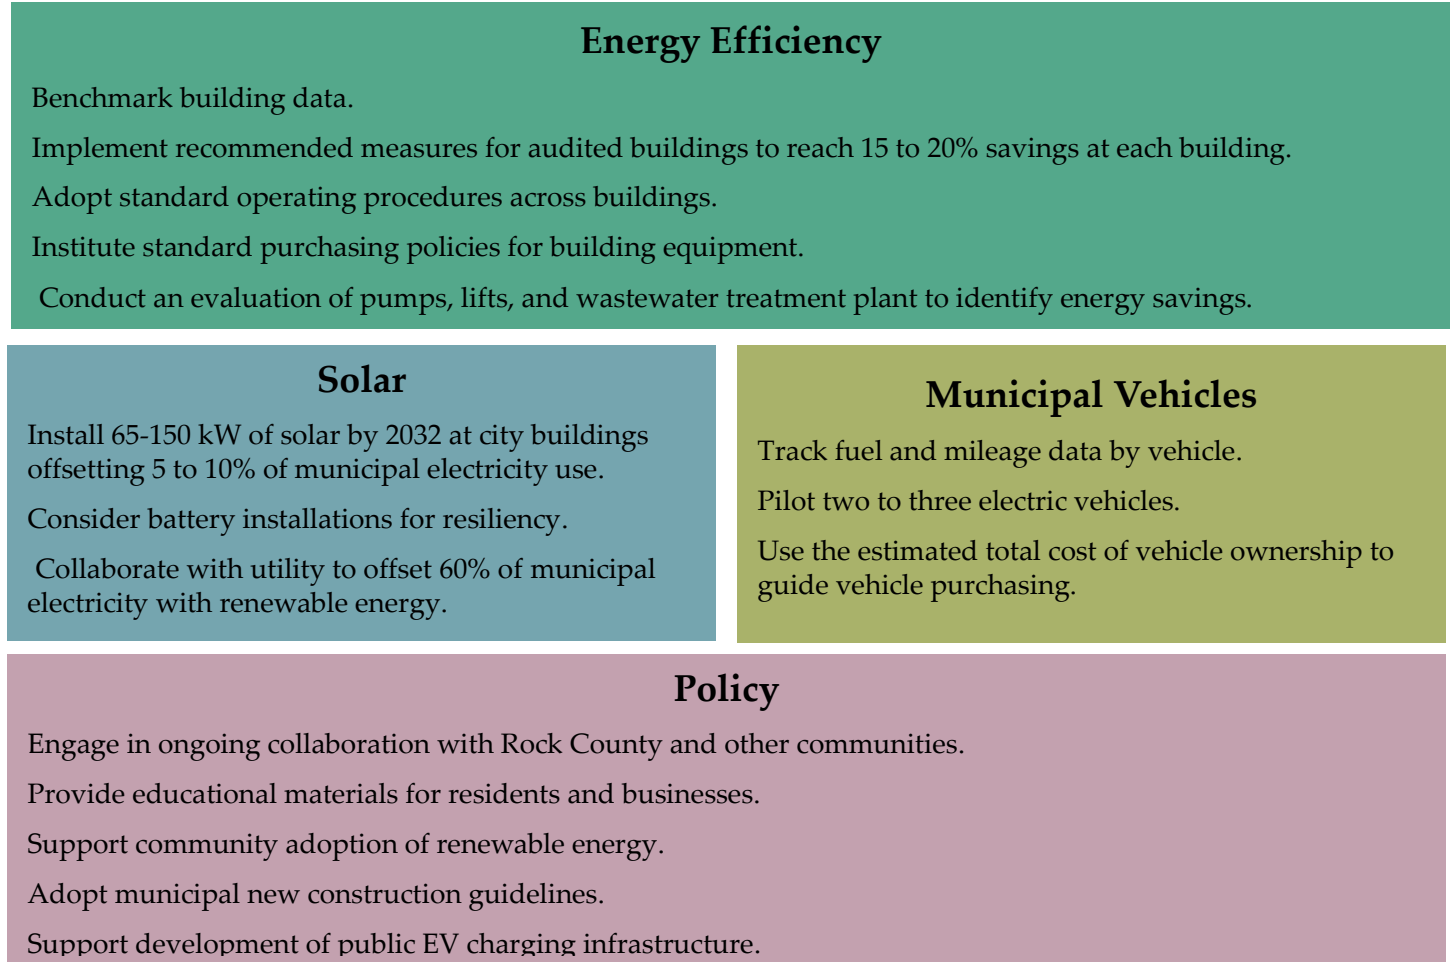 Energy Efficiency
Benchmark building data.
Implement recommended measures for audited buildings to reach 15 to 20% savings at each building.
Adopt standard operating procedures across buildings.
Institute standard purchasing policies for building equipment.
Conduct an evaluation of pumps, lifts, and wastewater treatment plant to identify energy savings.
Solar
Install 65-150 kW of solar by 2032 at city buildings
offsetting 5 to 10% of municipal electricity use.
Consider battery installations for resiliency.
Collaborate with utility to offset 60% of municipal
electricity with renewable energy.
Municipal Vehicles
Track fuel and mileage data by vehicle.
Pilot two to three electric vehicles.
Use the estimated total cost of vehicle ownership to
guide vehicle purchasing.
Policy
Engage in ongoing collaboration with Rock County and other communities.
Provide educational materials for residents and businesses.
Support community adoption of renewable energy.
Adopt municipal new construction guidelines.
Support development of public EV charging infrastructure.